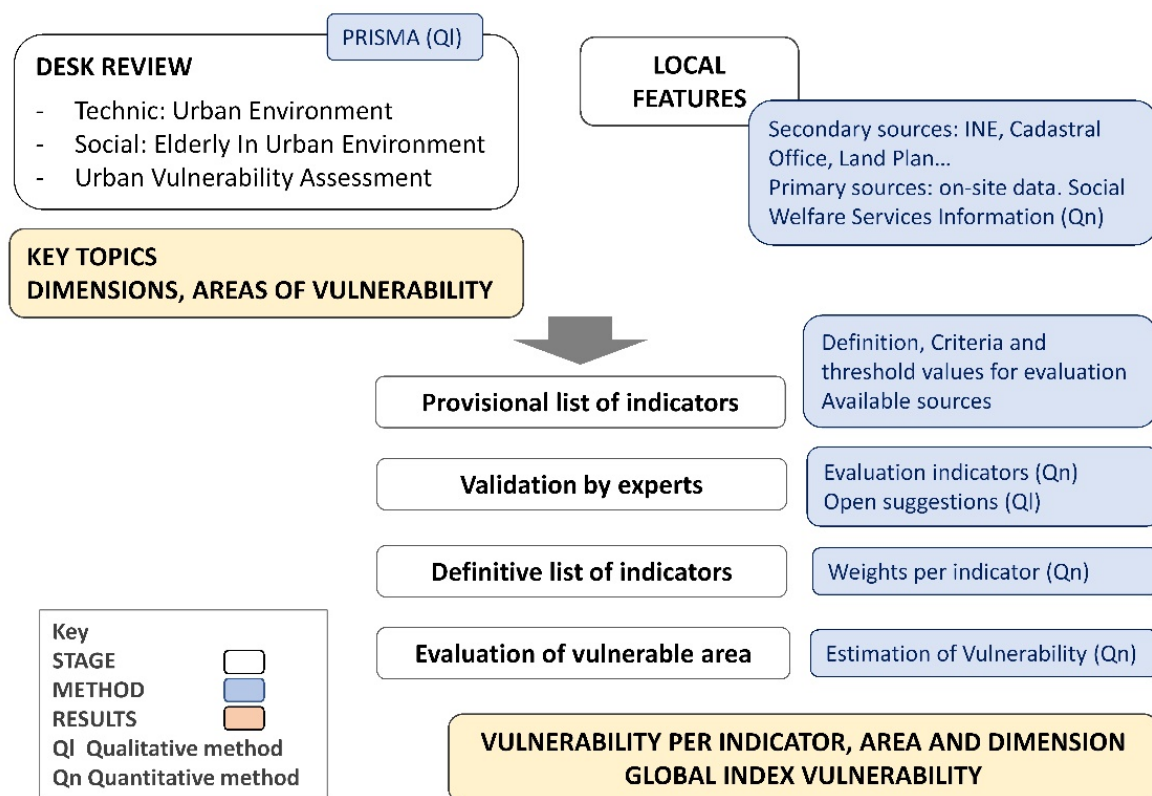 PRISMA (Ql)
DESK REVIEW
- Technic: Urban Environment
- Social: Elderly In Urban Environment
- Urban Vulnerability Assessment
LOCAL
FEATURES
Secondary sources: INE, Cadastral
Office, Land Plan...
Primary sources: on-site data. Social
Welfare Services Information (Qn)
KEY TOPICS
DIMENSIONS, AREAS OF VULNERABILITY
Provisional list of indicators
Definition, Criteria and
threshold values for evaluation
Available sources
Validation by experts
Evaluation indicators (Qn)
Open suggestions (Ql)
Definitive list of indicators
Weights per indicator (Qn)
Evaluation of vulnerable area
Estimation of Vulnerability (Qn)
Key
STAGE
METHOD
RESULTS
Ql Qualitative method
Qn Quantitative method
VULNERABILITY PER INDICATOR, AREA AND DIMENSION
GLOBAL INDEX VULNERABILITY